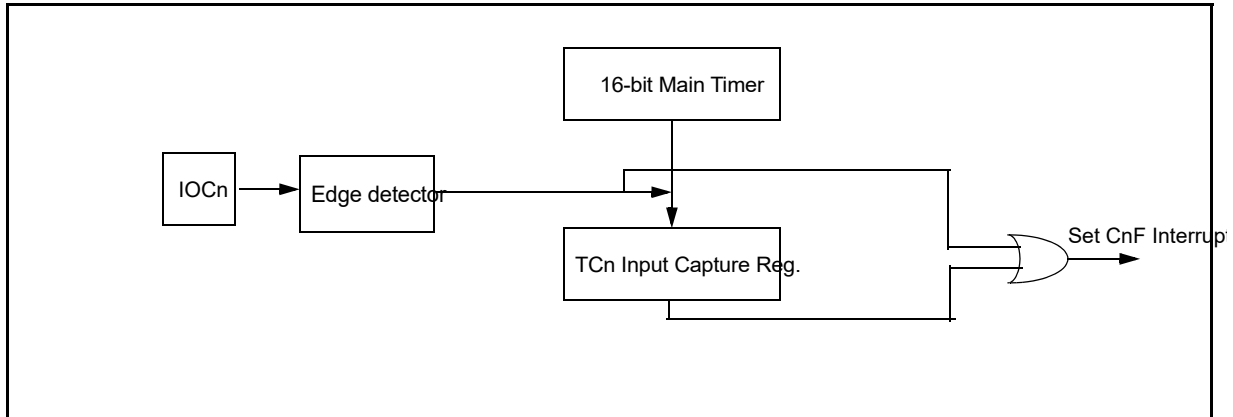 16-bit Main Timer
IOCn
Edge detector
TCn Input Capture Reg.
Set CnF Interrupt